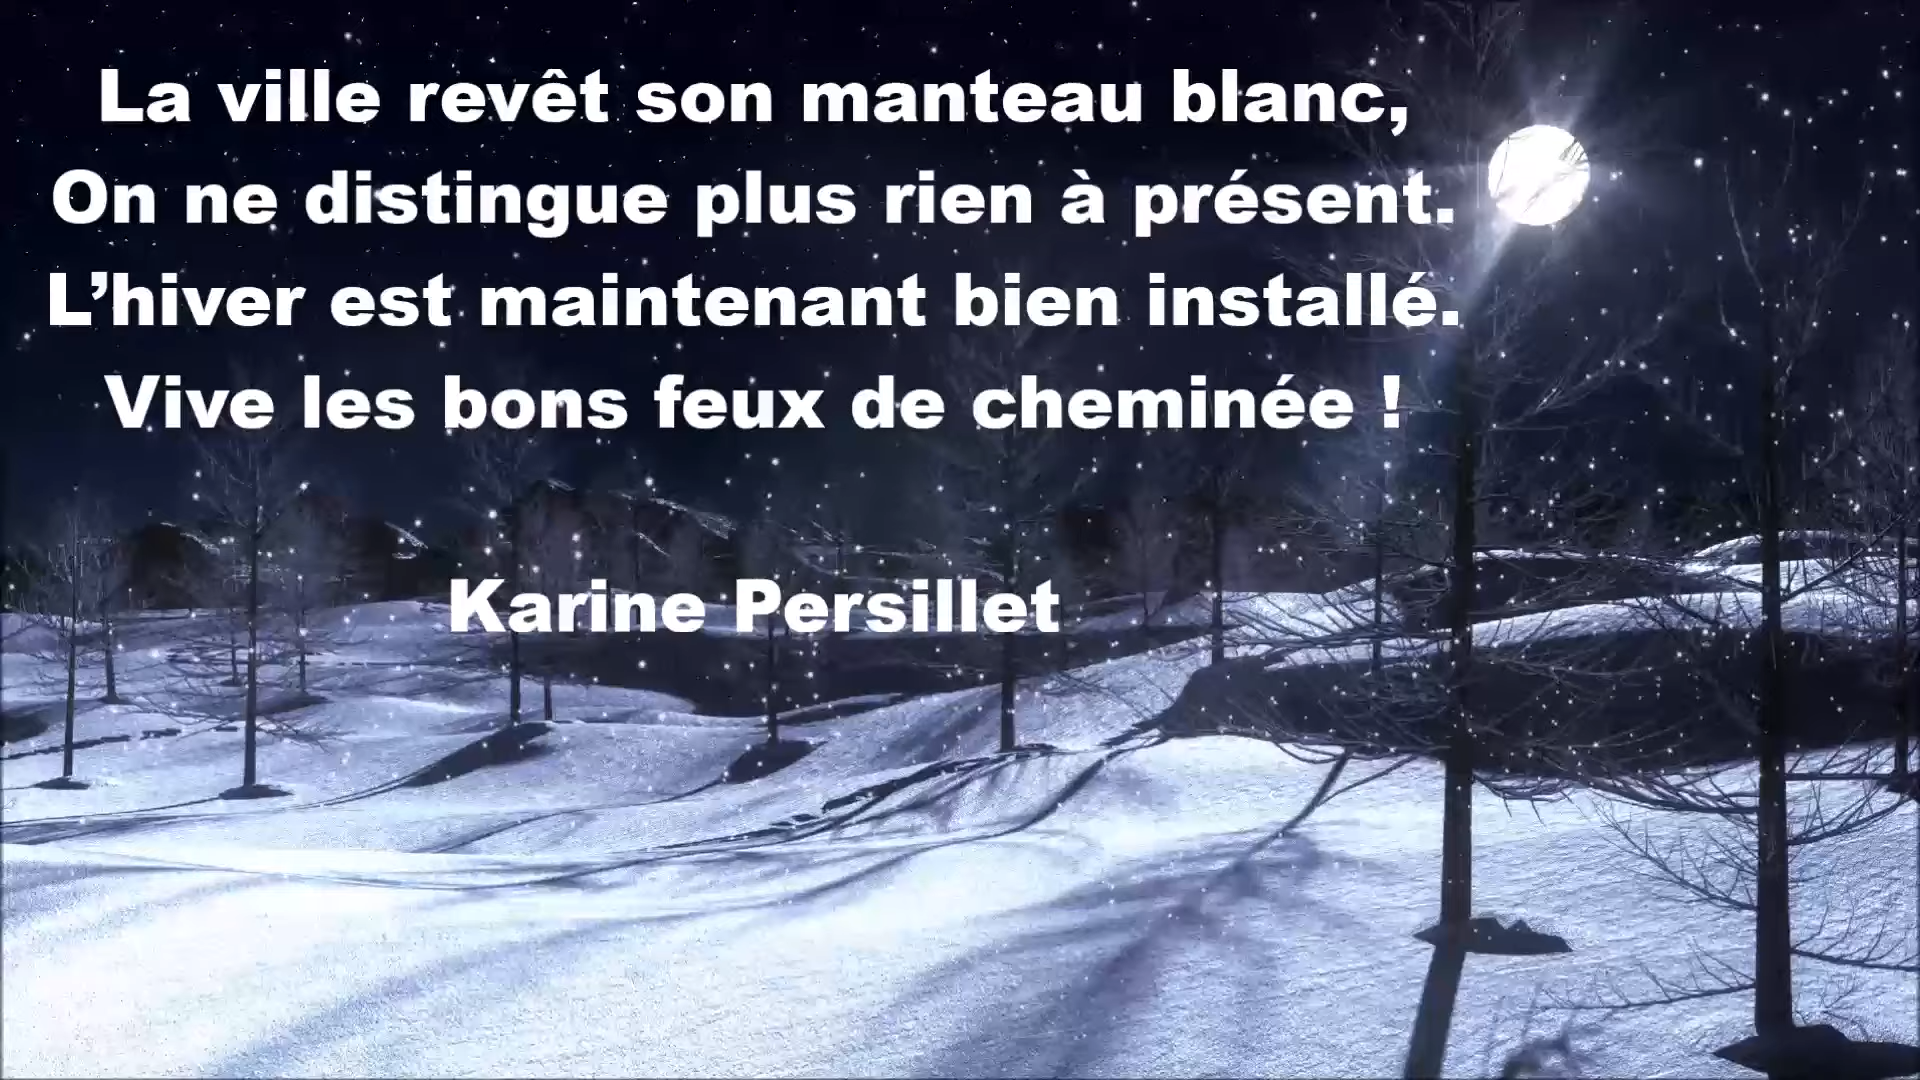 La ville revêt son manteau blanc,
On ne distingue plus rien à présent.
L’hiver est maintenant bien installé.
Vive les bons feux de cheminée !
Karine Persillet